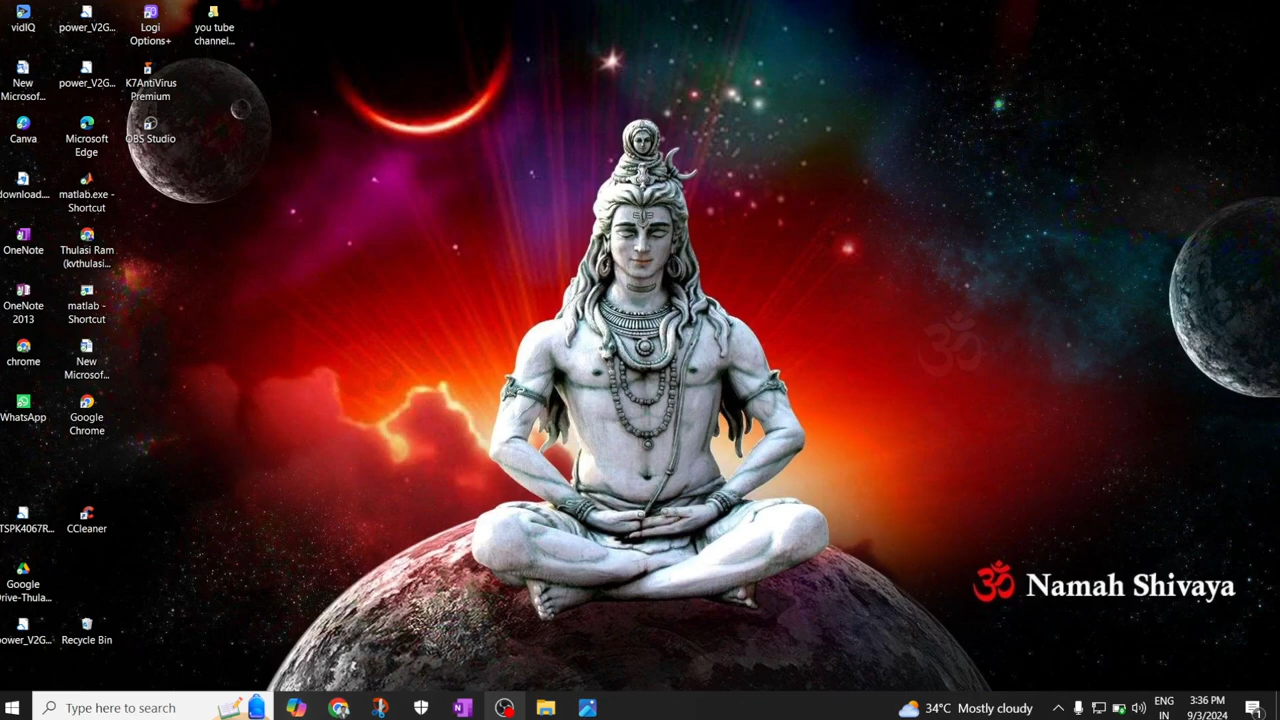 vidIQ
power_V2G...
Logi
Options+
you tube
channel...
New
Microsof...
power_V2G...
K7AntiVirus
Premium
Canva
Microsoft
Edge
OBS Studio
download....
matlab.exe -
Shortcut
OneNote
Thulasi Ram
(kvthulasi...
OneNote
2013
matlab -
Shortcut
chrome
New
Microsof...
WhatsApp
Google
Chrome
TSPK4067R...
CCleaner
Google
Drive-Thula...
power_V2G...
Recycle Bin
ॐ
ॐ Namah Shivaya
Type here to search
34°C Mostly cloudy
ENG
IN
3:36 PM
9/3/2024
1